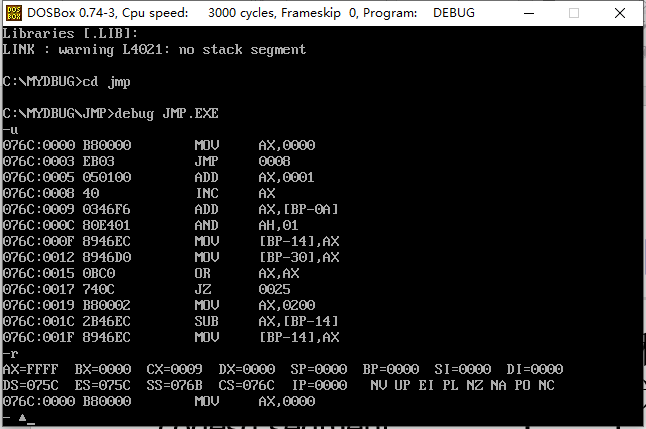 DOSBox 0.74-3, Cpu speed: 3000 cycles, Frameskip 0, Program: DEBUG
Libraries [.LIB]:
LINK : warning L4021: no stack segment
C:\MYDBUG>cd jmp
C:\MYDBUG\JMP>debug JMP.EXE
-u
076C:0000 B80000 MOV AX,0000
076C:0003 EB03 JMP 0008
076C:0005 050100 ADD AX,0001
076C:0008 40 INC AX
076C:0009 0346F6 ADD AX,[BP-0A]
076C:000C 80E401 AND AH,01
076C:000F 8946EC MOV [BP-14],AX
076C:0012 8946D0 MOV [BP-30],AX
076C:0015 0BC0 OR AX,AX
076C:0017 740C JZ 0025
076C:0019 B80002 MOV AX,0200
076C:001C 2B46EC SUB AX,[BP-14]
076C:001F 8946EC MOV [BP-14],AX
-r
AX=FFFF BX=0000 CX=0009 DX=0000 SP=0000 BP=0000 SI=0000 DI=0000
DS=075C ES=075C SS=076B CS=076C IP=0000 NV UP EI PL NZ NA PO NC
076C:0000 B80000 MOV AX,0000
-